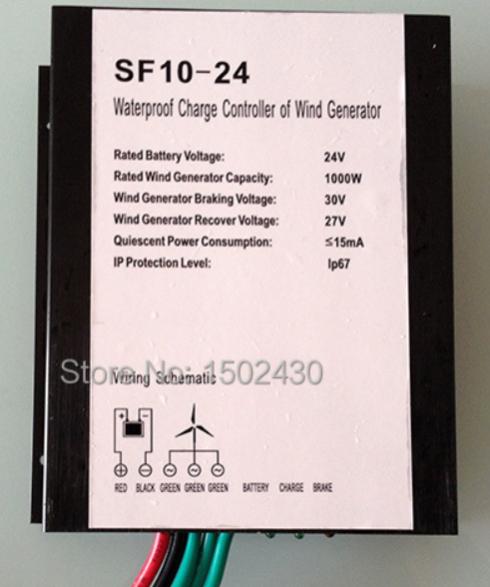 SF10-24
Waterproof Charge Controller of Wind Generator
Rated Battery Voltage: 24V
Rated Wind Generator Capacity: 1000W
Wind Generator Braking Voltage: 30V
Wind Generator Recover Voltage: 27V
Quiescent Power Consumption: ≤15mA
IP Protection Level: Ip67
Store No: 1502430
Wiring Schematic
+ −
+ − ~ ~ ~
RED BLACK GREEN GREEN GREEN BATTERY CHARGE BRAKE